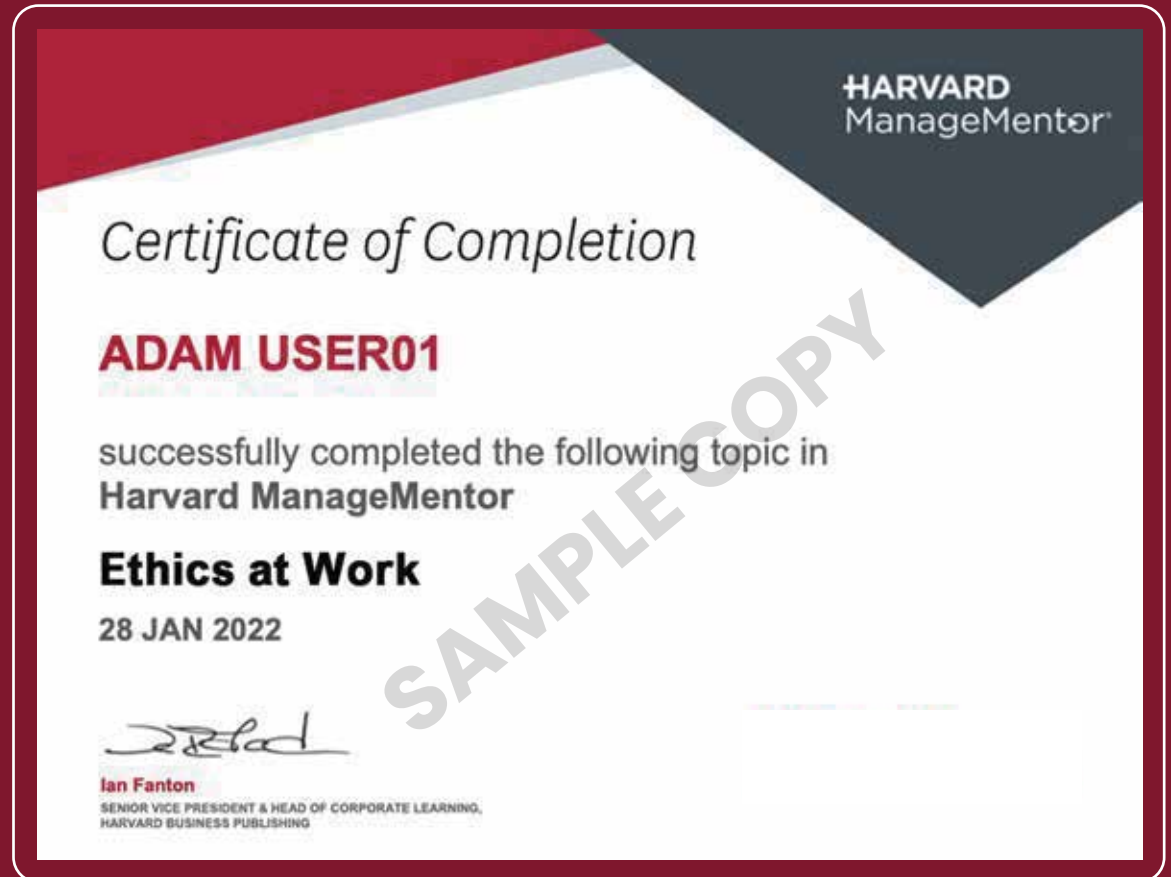 HARVARD
ManageMentor
Certificate of Completion
ADAM USER01
successfully completed the following topic in
Harvard ManageMentor
Ethics at Work
28 JAN 2022
SAMPLE COPY
Ian Fanton
SENIOR VICE PRESIDENT & HEAD OF CORPORATE LEARNING,
HARVARD BUSINESS PUBLISHING